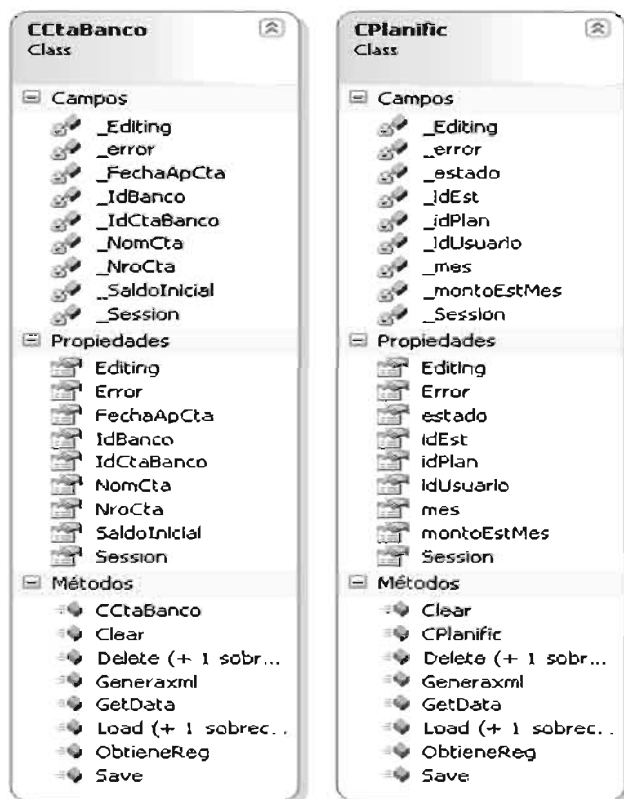 CCtaBanco
Class
Campos
_Editing
_error
_FechaApCta
_IdBanco
_IdCtaBanco
_NomCta
_NroCta
_SaldoInicial
_Session
Propiedades
Editing
Error
FechaApCta
IdBanco
IdCtaBanco
NomCta
NroCta
SaldoInicial
Session
Métodos
CCtaBanco
Clear
Delete (+ 1 sobr...
Generaxml
GetData
Load (+ 1 sobrec...
ObtieneReg
Save
CPlanific
Class
Campos
_Editing
_error
_estado
_idEst
_idPlan
_idUsuario
_mes
_montoEstMes
_Session
Propiedades
Editing
Error
estado
idEst
idPlan
idUsuario
mes
montoEstMes
Session
Métodos
Clear
CPlanific
Delete (+ 1 sobr...
Generaxml
GetData
Load (+ 1 sobrec...
ObtieneReg
Save